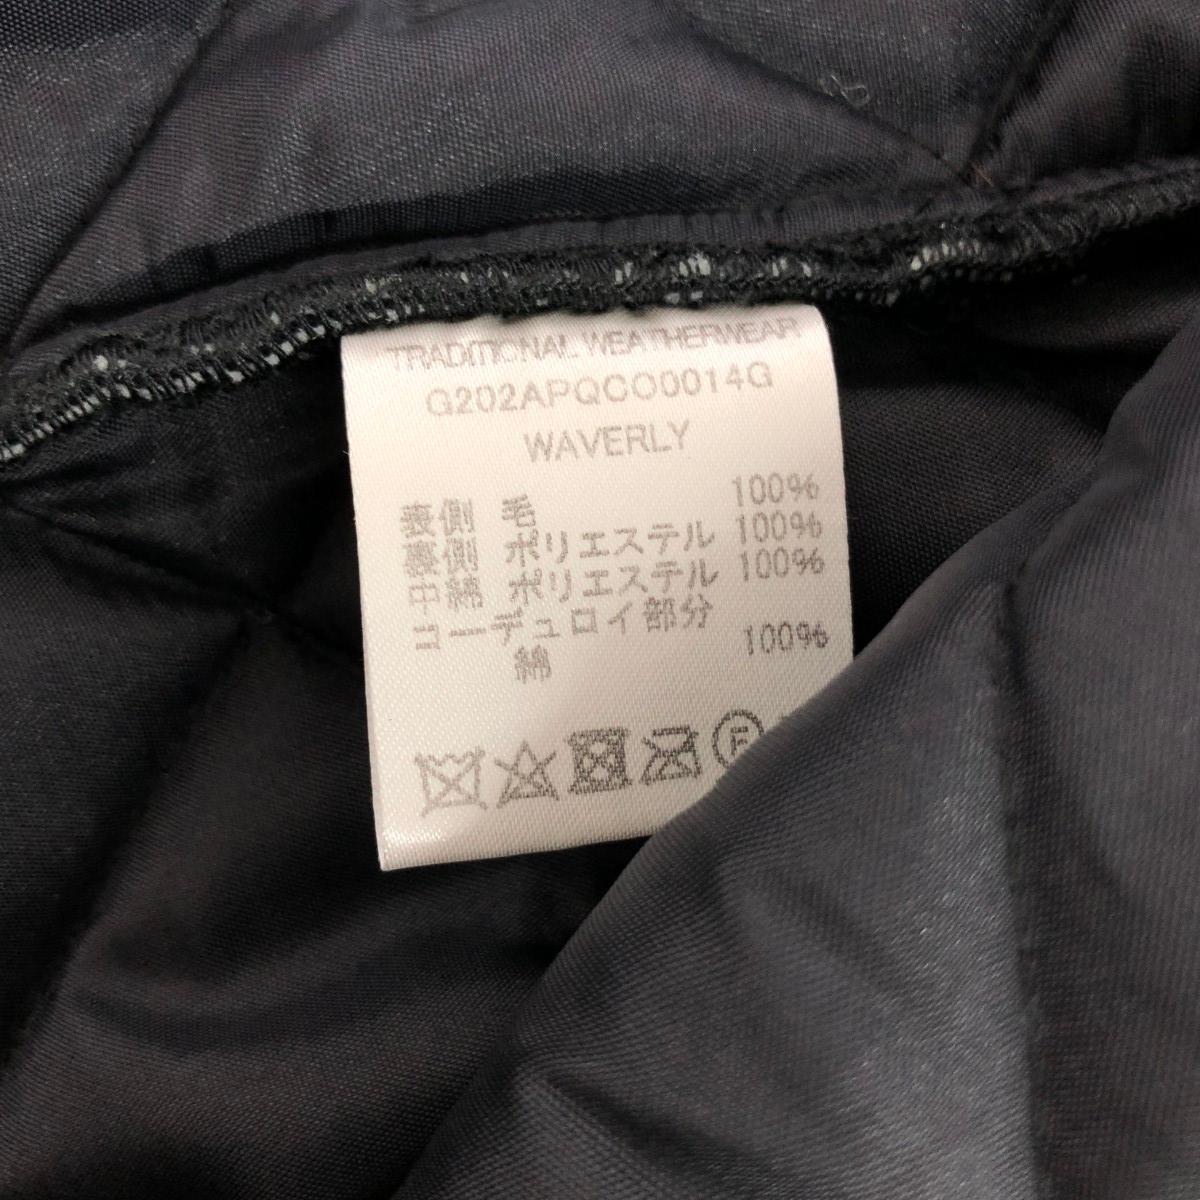 TRADITIONAL WEATHERWEAR
G202APQCO0014G
WAVERLY
表側 毛 100%
裏側 ポリエステル 100%
中綿 ポリエステル 100%
コーデュロイ部分
綿 100%
F